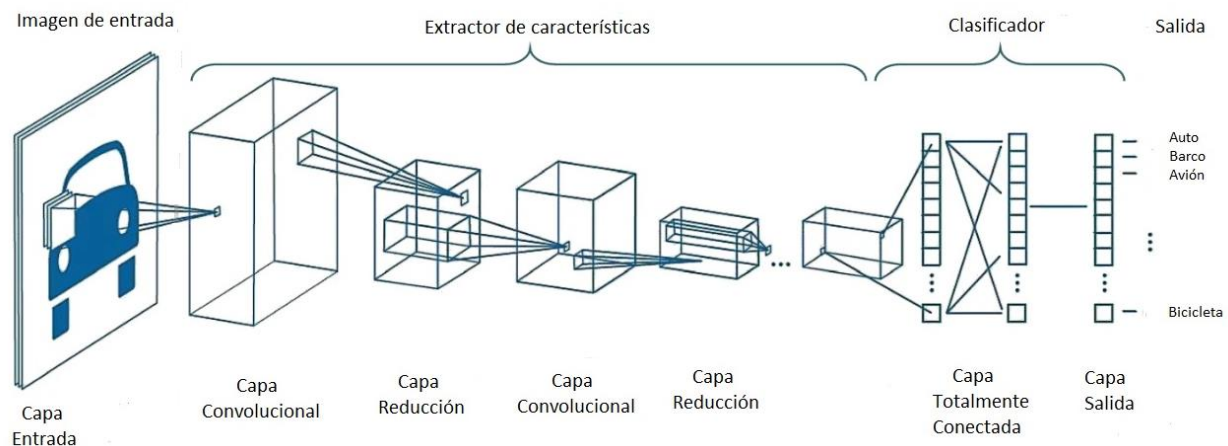 Imagen de entrada
Extractor de características
Clasificador
Salida
Auto
Barco
Avión
...
Bicicleta
Capa
Entrada
Capa
Convolucional
Capa
Reducción
Capa
Convolucional
Capa
Reducción
Capa
Totalmente
Conectada
Capa
Salida